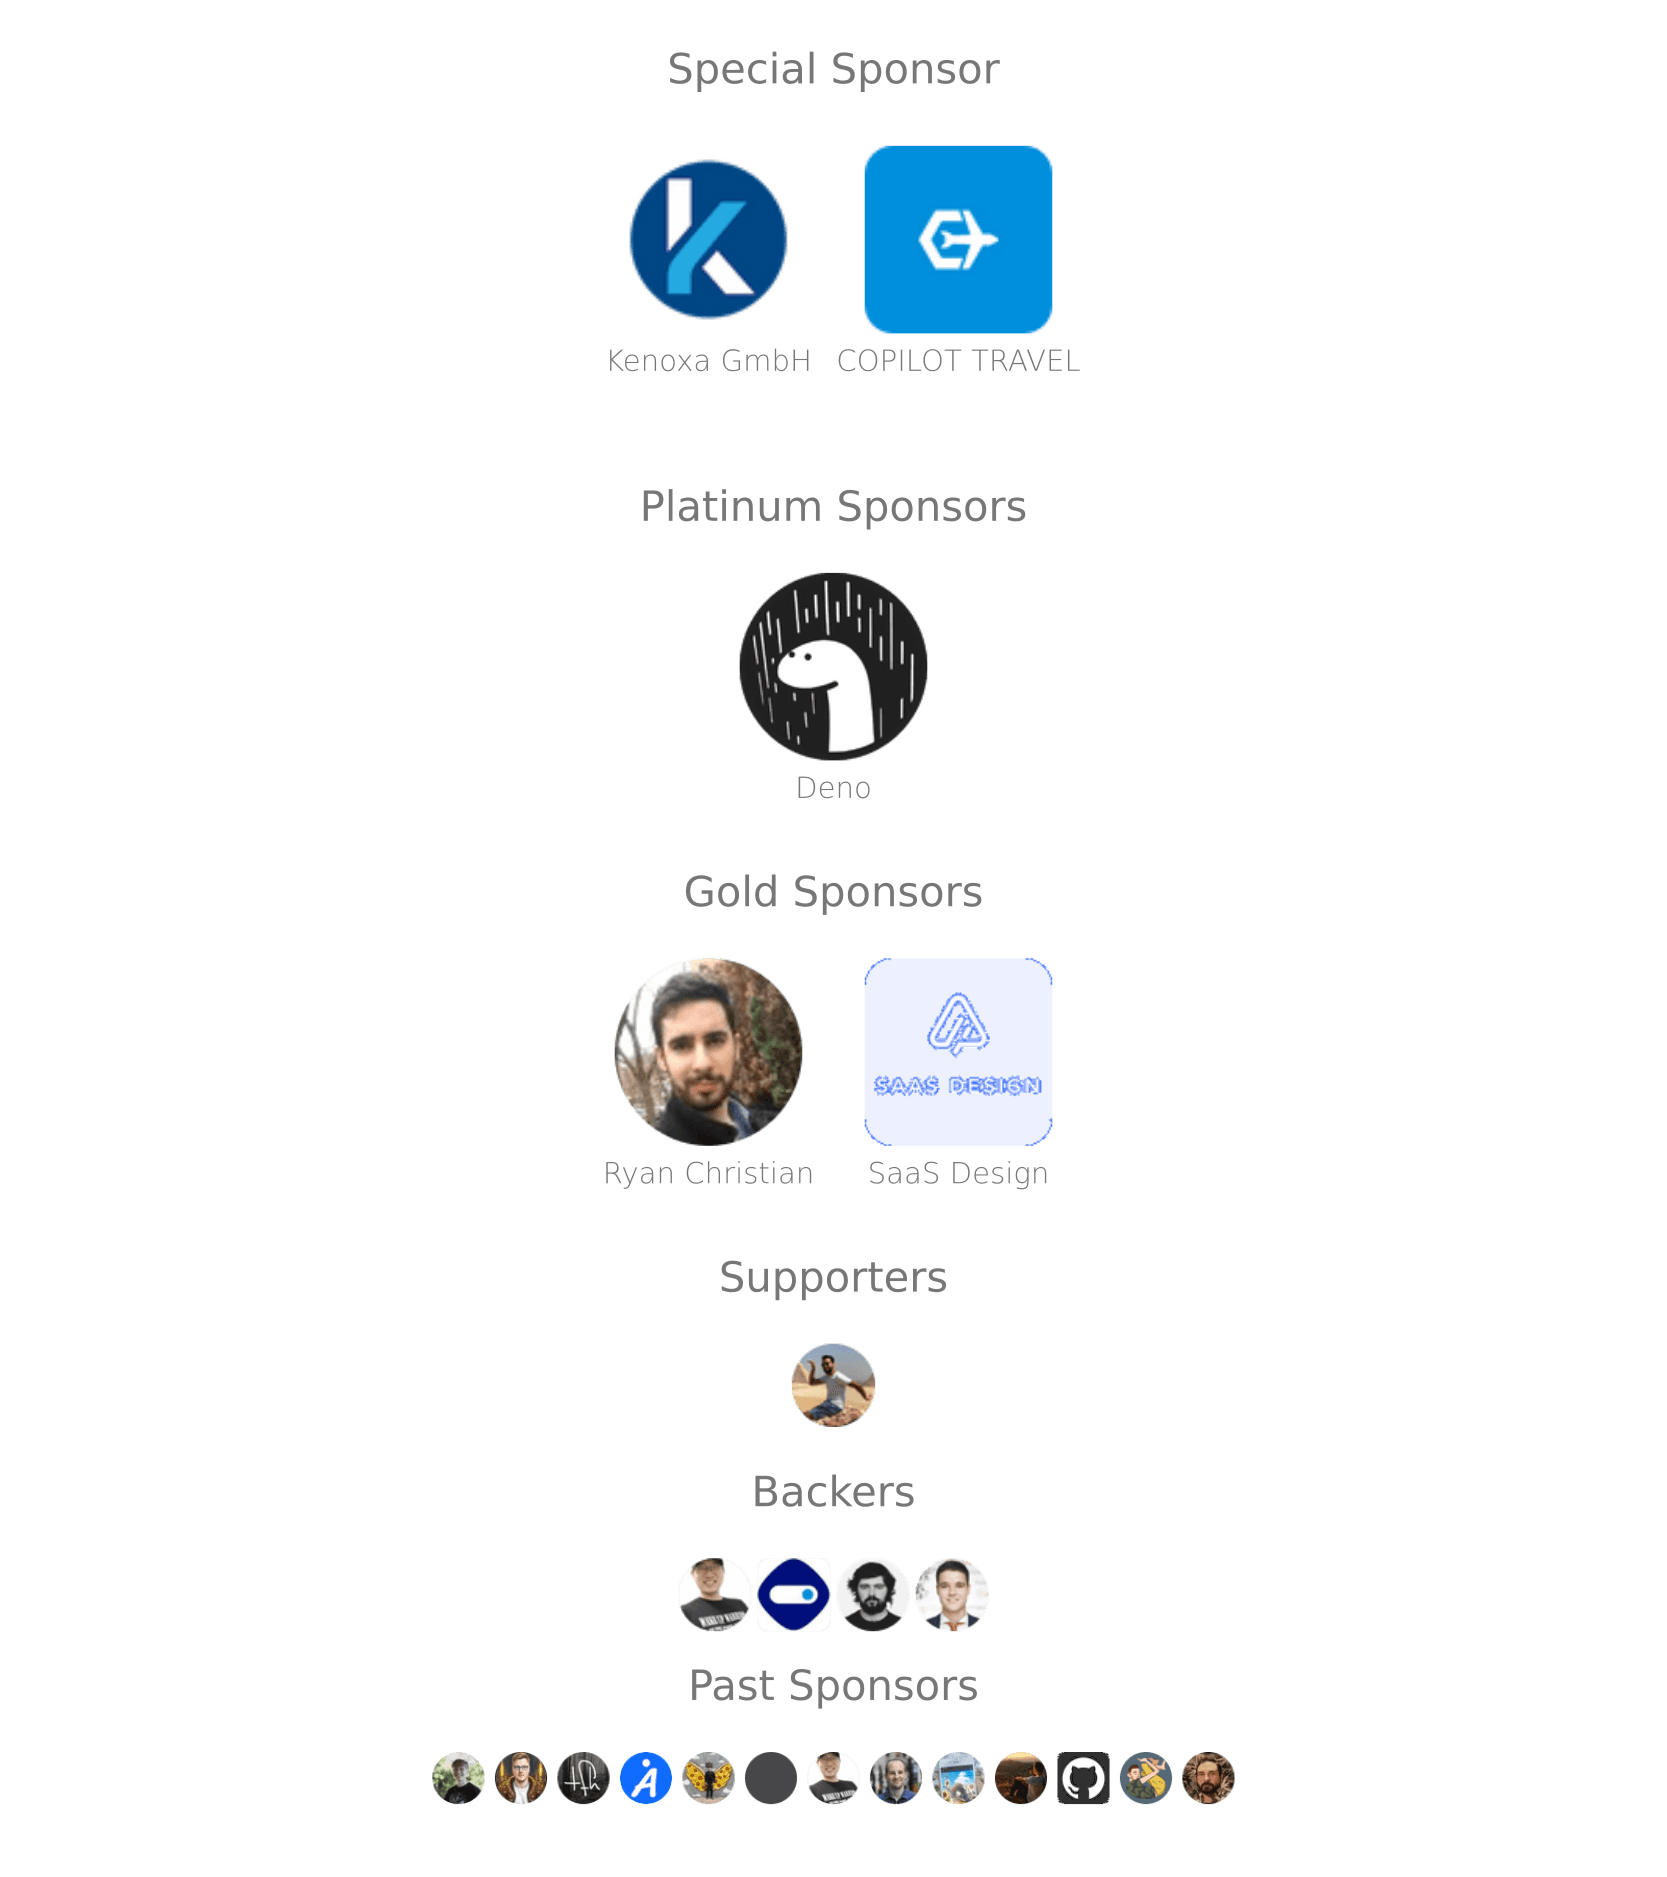 Special Sponsor
Kenoxa GmbH COPILOT TRAVEL
Platinum Sponsors
Deno
Gold Sponsors
SAAS DESIGN
Ryan Christian SaaS Design
Supporters
Backers
Past Sponsors